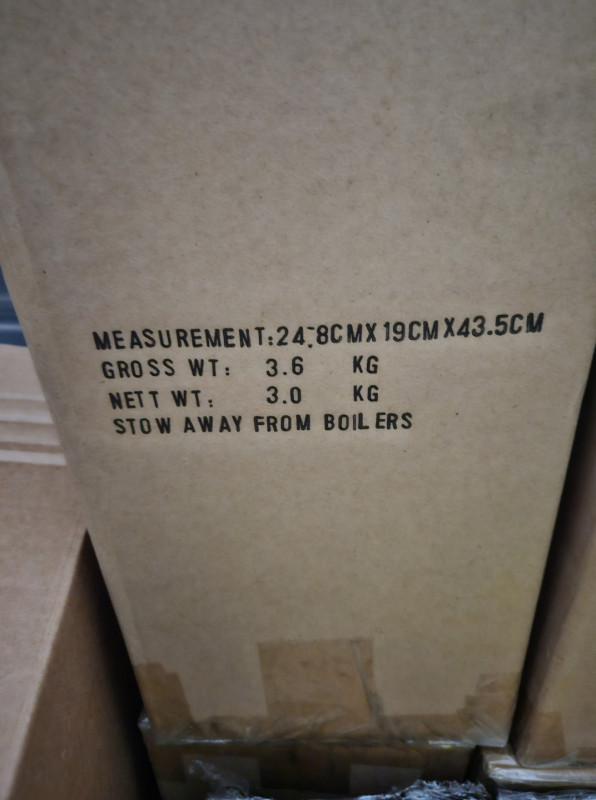 MEASUREMENT:24.8CMX19CMX43.5CM
GROSS WT: 3.6 KG
NETT WT: 3.0 KG
STOW AWAY FROM BOILERS